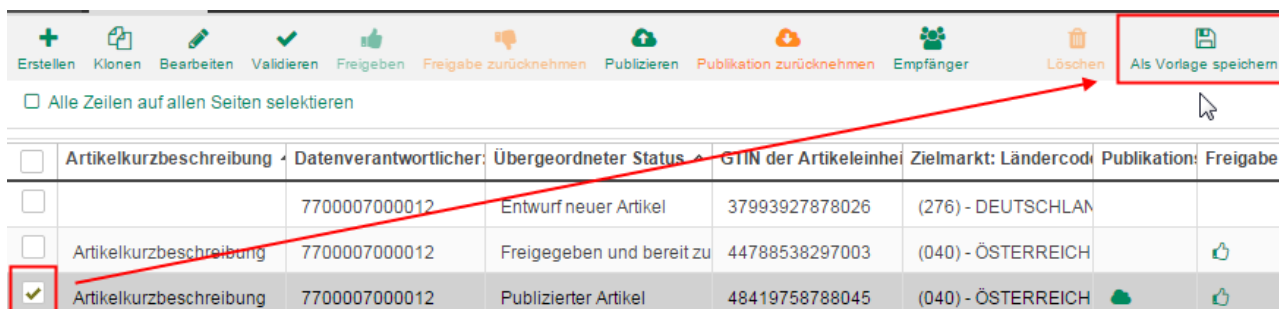 Erstellen Klonen Bearbeiten Validieren Freigeben Freigabe zurücknehmen Publizieren Publikation zurücknehmen Empfänger Löschen Als Vorlage speichern
Alle Zeilen auf allen Seiten selektieren
Artikelkurzbeschreibung Datenverantwortlicher: Übergeordneter Status GTIN der Artikeleinhei Zielmarkt: Ländercod Publikation: Freigabe
7700007000012 Entwurf neuer Artikel 37993927878026 (276) - DEUTSCHLAN
Artikelkurzbeschreibung 7700007000012 Freigegeben und bereit zu 44788538297003 (040) - ÖSTERREICH
Artikelkurzbeschreibung 7700007000012 Publizierter Artikel 48419758788045 (040) - ÖSTERREICH